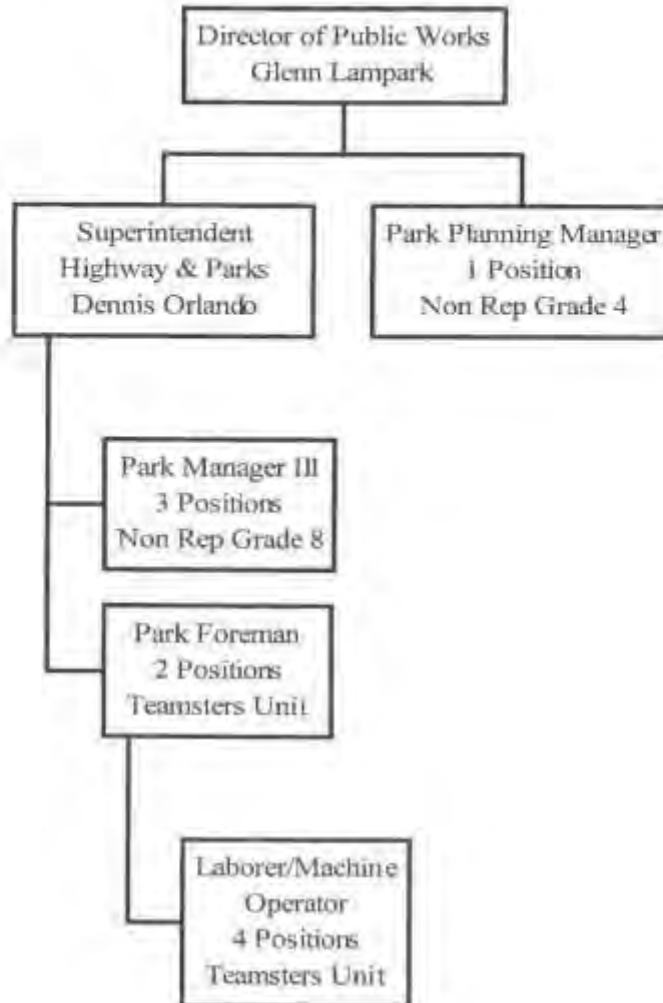 Director of Public Works
Glenn Lampark
Superintendent
Highway & Parks
Dennis Orlando
Park Planning Manager
1 Position
Non Rep Grade 4
Park Manager III
3 Positions
Non Rep Grade 8
Park Foreman
2 Positions
Teamsters Unit
Laborer/Machine
Operator
4 Positions
Teamsters Unit